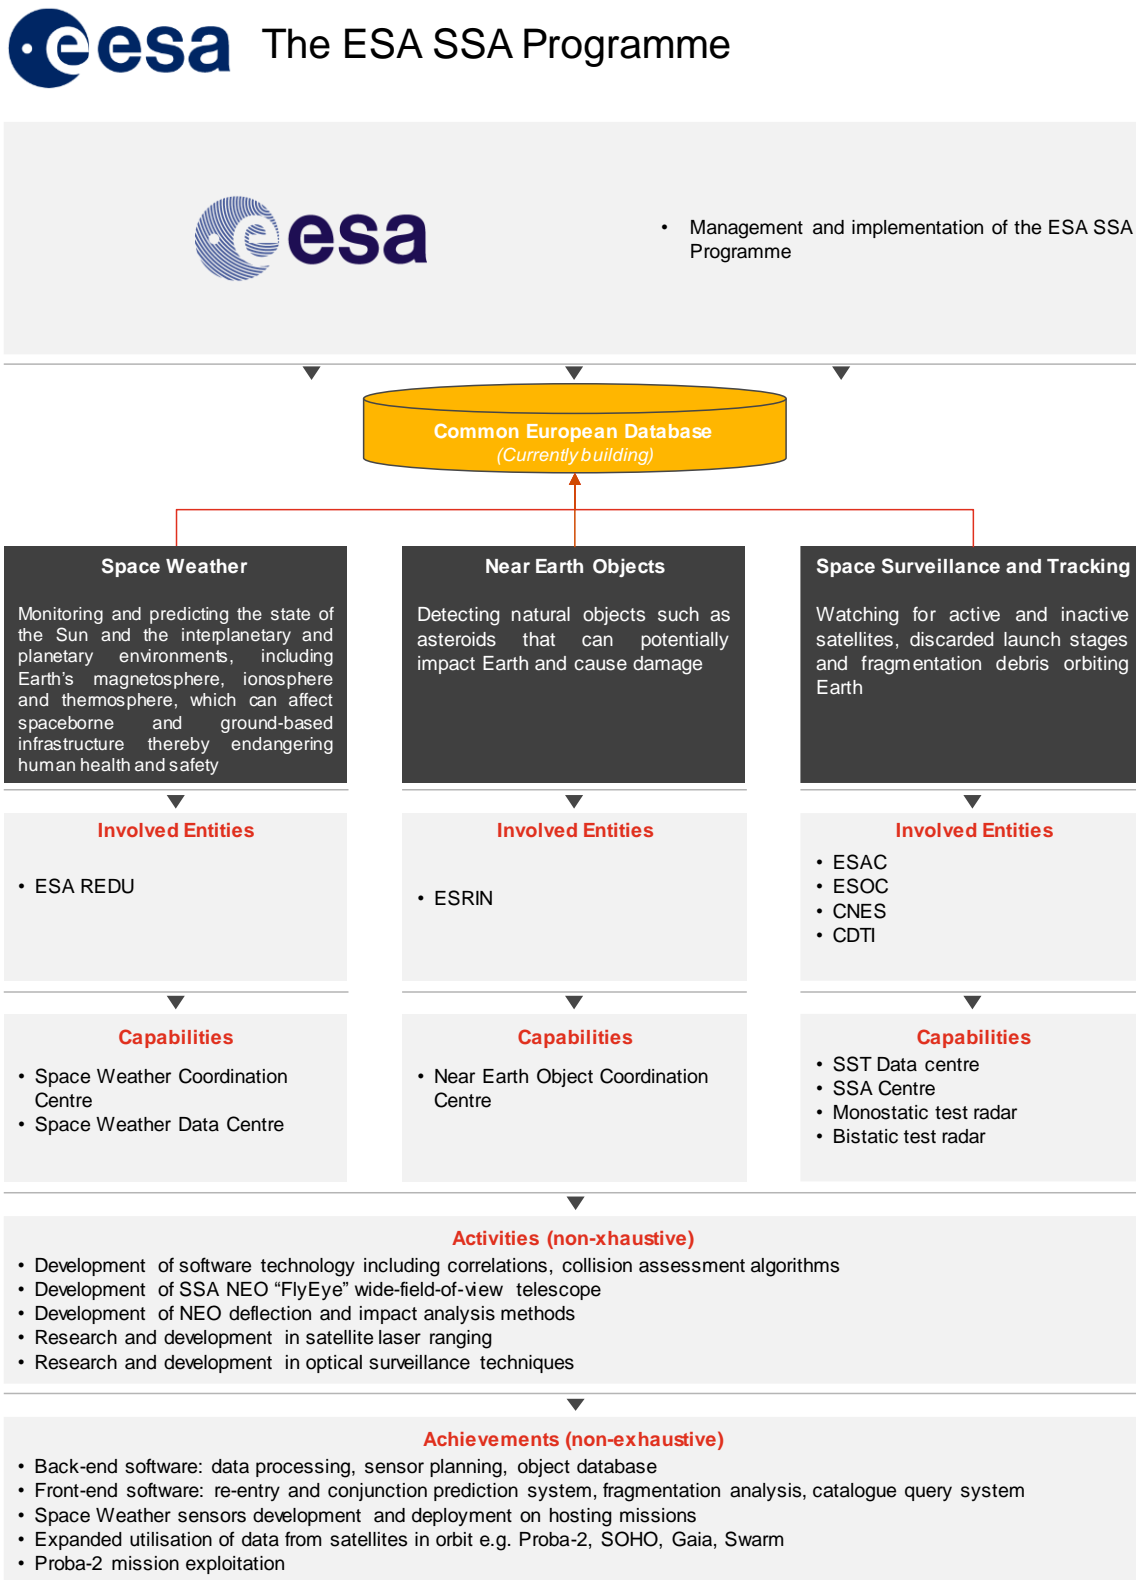 esa The ESA SSA Programme
esa
• Management and implementation of the ESA SSA
Programme
Common European Database
(Currently building)
Space Weather
Monitoring and predicting the state of
the Sun and the interplanetary and
planetary environments, including
Earth's magnetosphere, ionosphere
and thermosphere, which can affect
spaceborne and ground-based
infrastructure thereby endangering
human health and safety
Near Earth Objects
Detecting natural objects such as
asteroids that can potentially
impact Earth and cause damage
Space Surveillance and Tracking
Watching for active and inactive
satellites, discarded launch stages
and fragmentation debris orbiting
Earth
Involved Entities
• ESA REDU
Involved Entities
• ESRIN
Involved Entities
• ESAC
• ESOC
• CNES
• CDTI
Capabilities
• Space Weather Coordination
Centre
• Space Weather Data Centre
Capabilities
• Near Earth Object Coordination
Centre
Capabilities
• SST Data centre
• SSA Centre
• Monostatic test radar
• Bistatic test radar
Activities (non-xhaustive)
• Development of software technology including correlations, collision assessment algorithms
• Development of SSA NEO “FlyEye” wide-field-of-view telescope
• Development of NEO deflection and impact analysis methods
• Research and development in satellite laser ranging
• Research and development in optical surveillance techniques
Achievements (non-exhaustive)
• Back-end software: data processing, sensor planning, object database
• Front-end software: re-entry and conjunction prediction system, fragmentation analysis, catalogue query system
• Space Weather sensors development and deployment on hosting missions
• Expanded utilisation of data from satellites in orbit e.g. Proba-2, SOHO, Gaia, Swarm
• Proba-2 mission exploitation